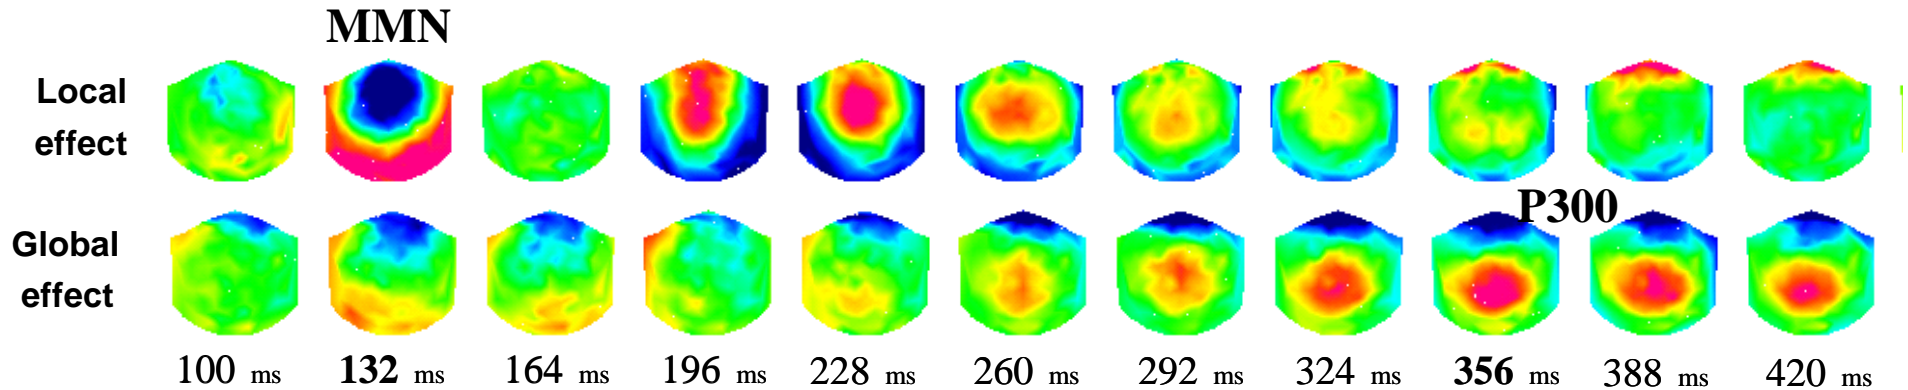 MMN
Local
effect
P300
Global
effect
100 ms 132 ms 164 ms 196 ms 228 ms 260 ms 292 ms 324 ms 356 ms 388 ms 420 ms